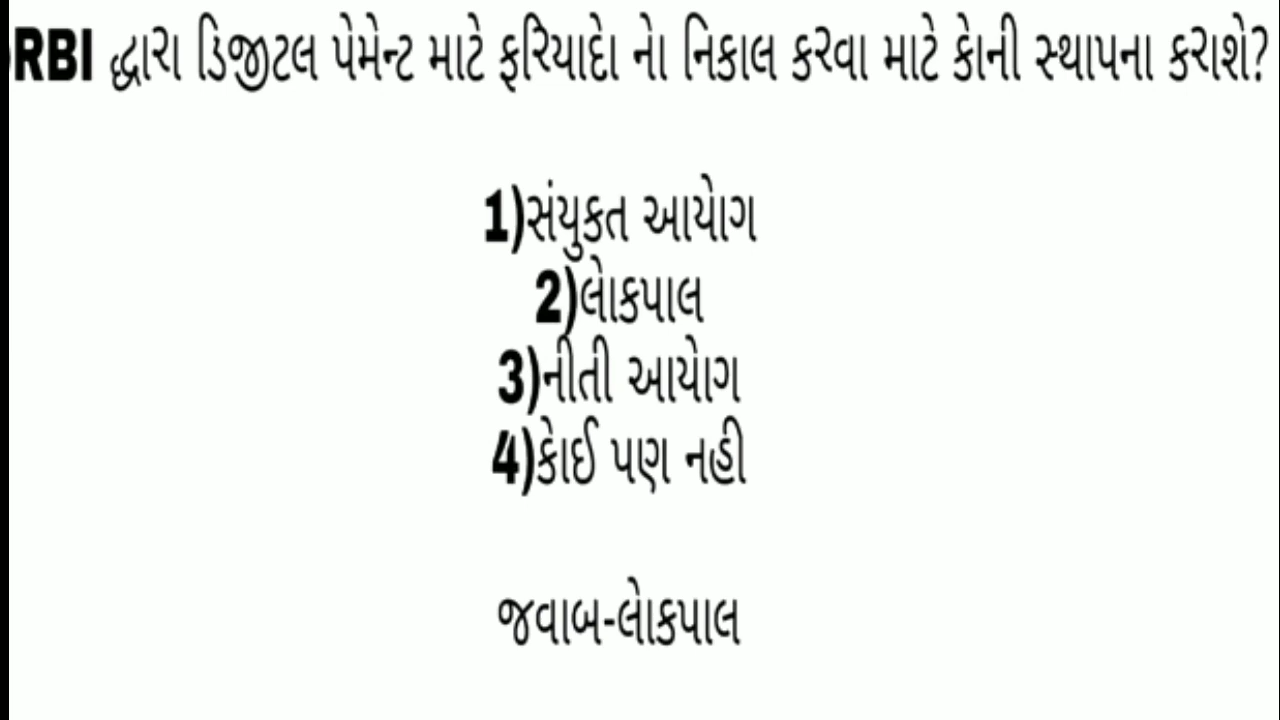 RBI દ્ધારા ડિજીટલ પેમેન્ટ માટે ફરિયાદો નો નિકાલ કરવા માટે કોની સ્થાપના કરાશે?
1)સંયુકત આયોગ
2)લોકપાલ
3)નીતી આયોગ
4)કોઈ પણ નહી
જવાબ-લોકપાલ